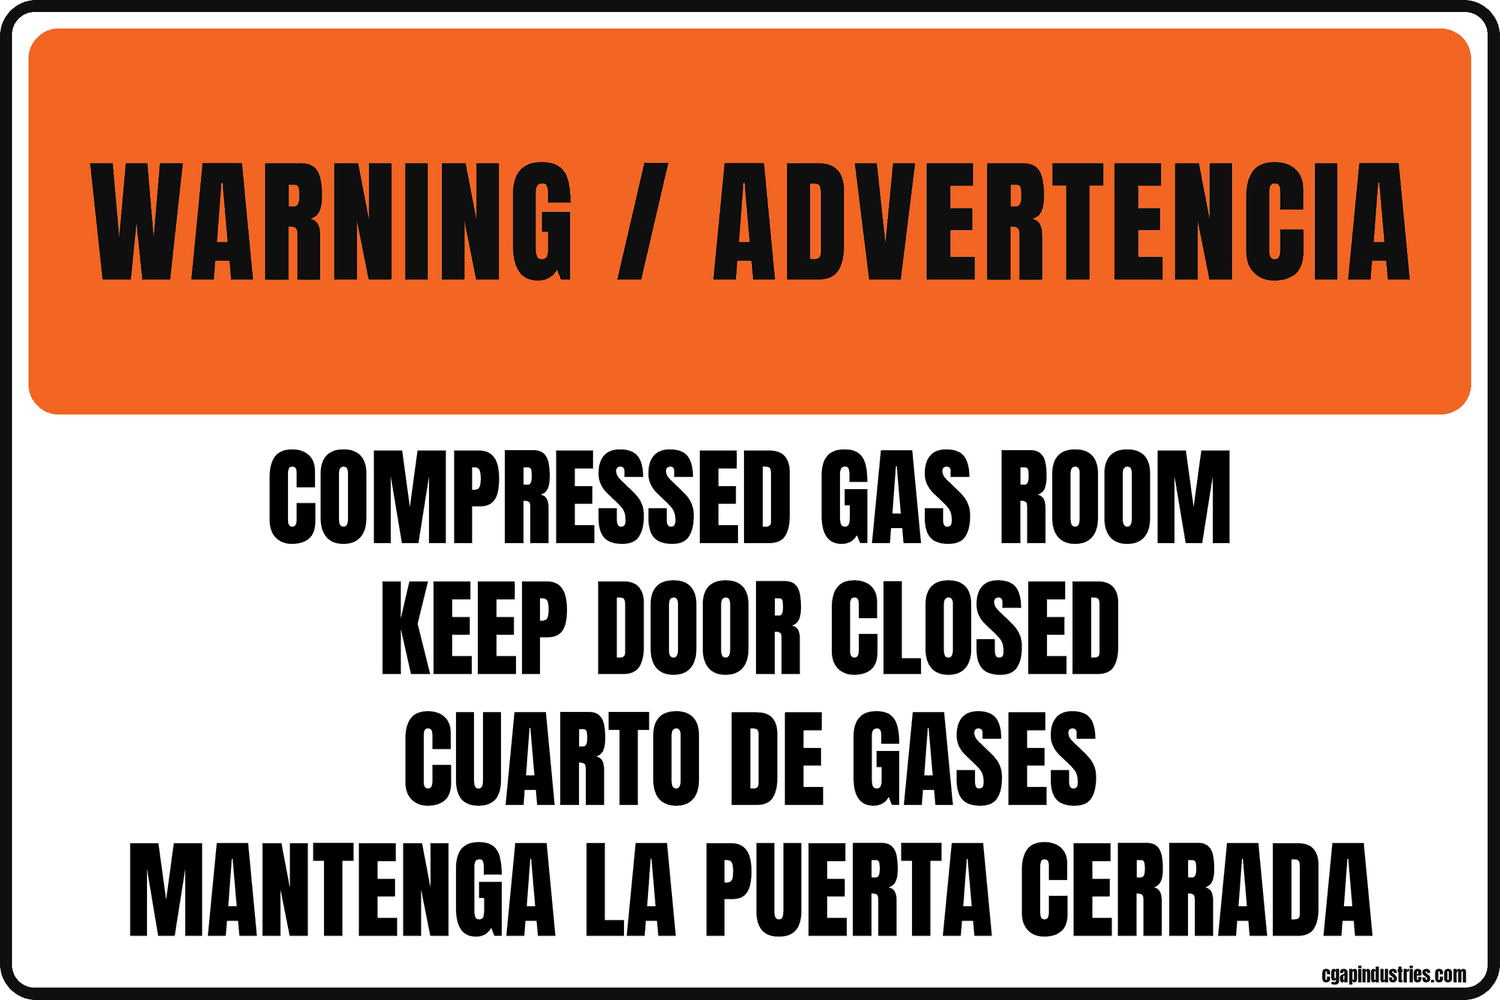 WARNING / ADVERTENCIA
COMPRESSED GAS ROOM
KEEP DOOR CLOSED
CUARTO DE GASES
MANTENGA LA PUERTA CERRADA
cgapindustries.com